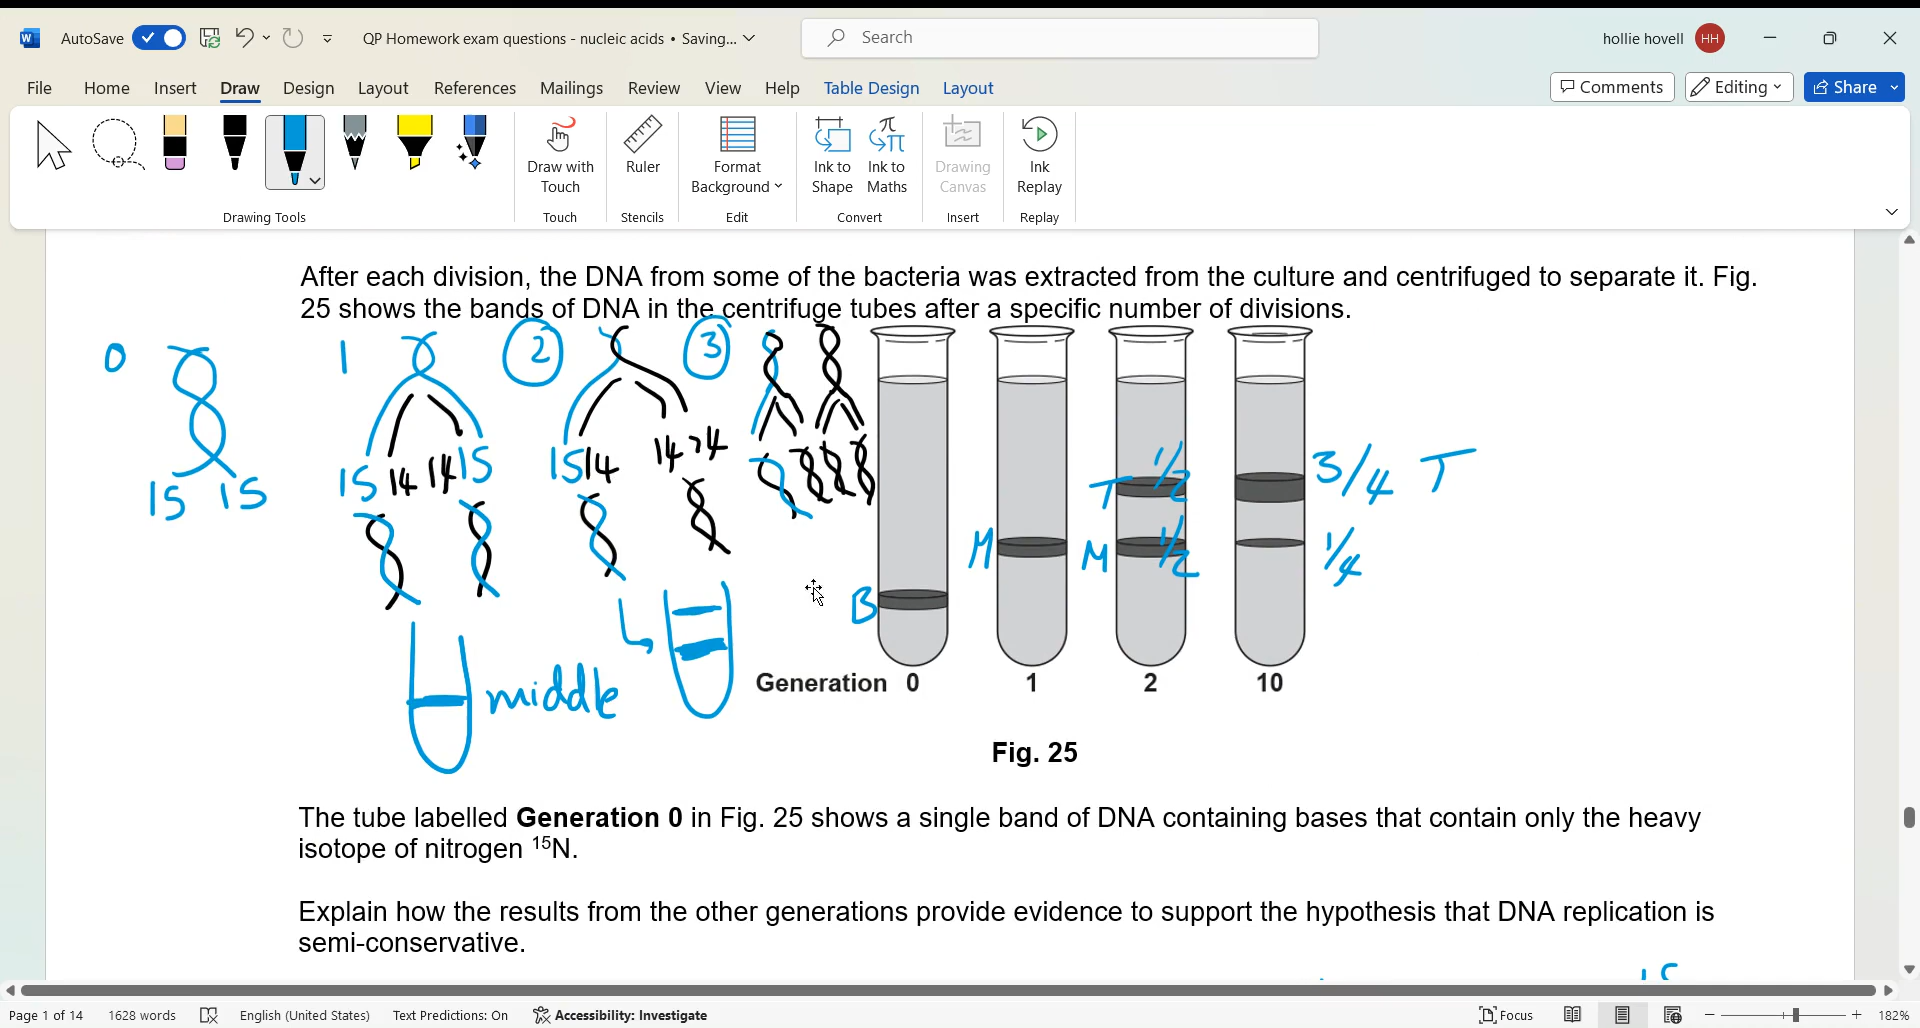 AutoSave
QP Homework exam questions - nucleic acids • Saving...
Search
hollie hovell
HH
File Home Insert Draw Design Layout References Mailings Review View Help Table Design Layout
Comments Editing Share
Draw with Touch
Ruler
Format Background
Ink to Shape
Ink to Maths
Drawing Canvas
Ink Replay
Drawing Tools Touch Stencils Edit Convert Insert Replay
After each division, the DNA from some of the bacteria was extracted from the culture and centrifuged to separate it. Fig.
25 shows the bands of DNA in the centrifuge tubes after a specific number of divisions.
0 1 2 3
15 15
15 14 14 15
15 14 14 14
T 1/2
3/4 T
M
M 1/2
1/4
B
middle
Generation 0 1 2 10
Fig. 25
The tube labelled Generation 0 in Fig. 25 shows a single band of DNA containing bases that contain only the heavy
isotope of nitrogen ¹⁵N.
Explain how the results from the other generations provide evidence to support the hypothesis that DNA replication is
semi-conservative.
Page 1 of 14 1628 words English (United States) Text Predictions: On Accessibility: Investigate Focus 182%